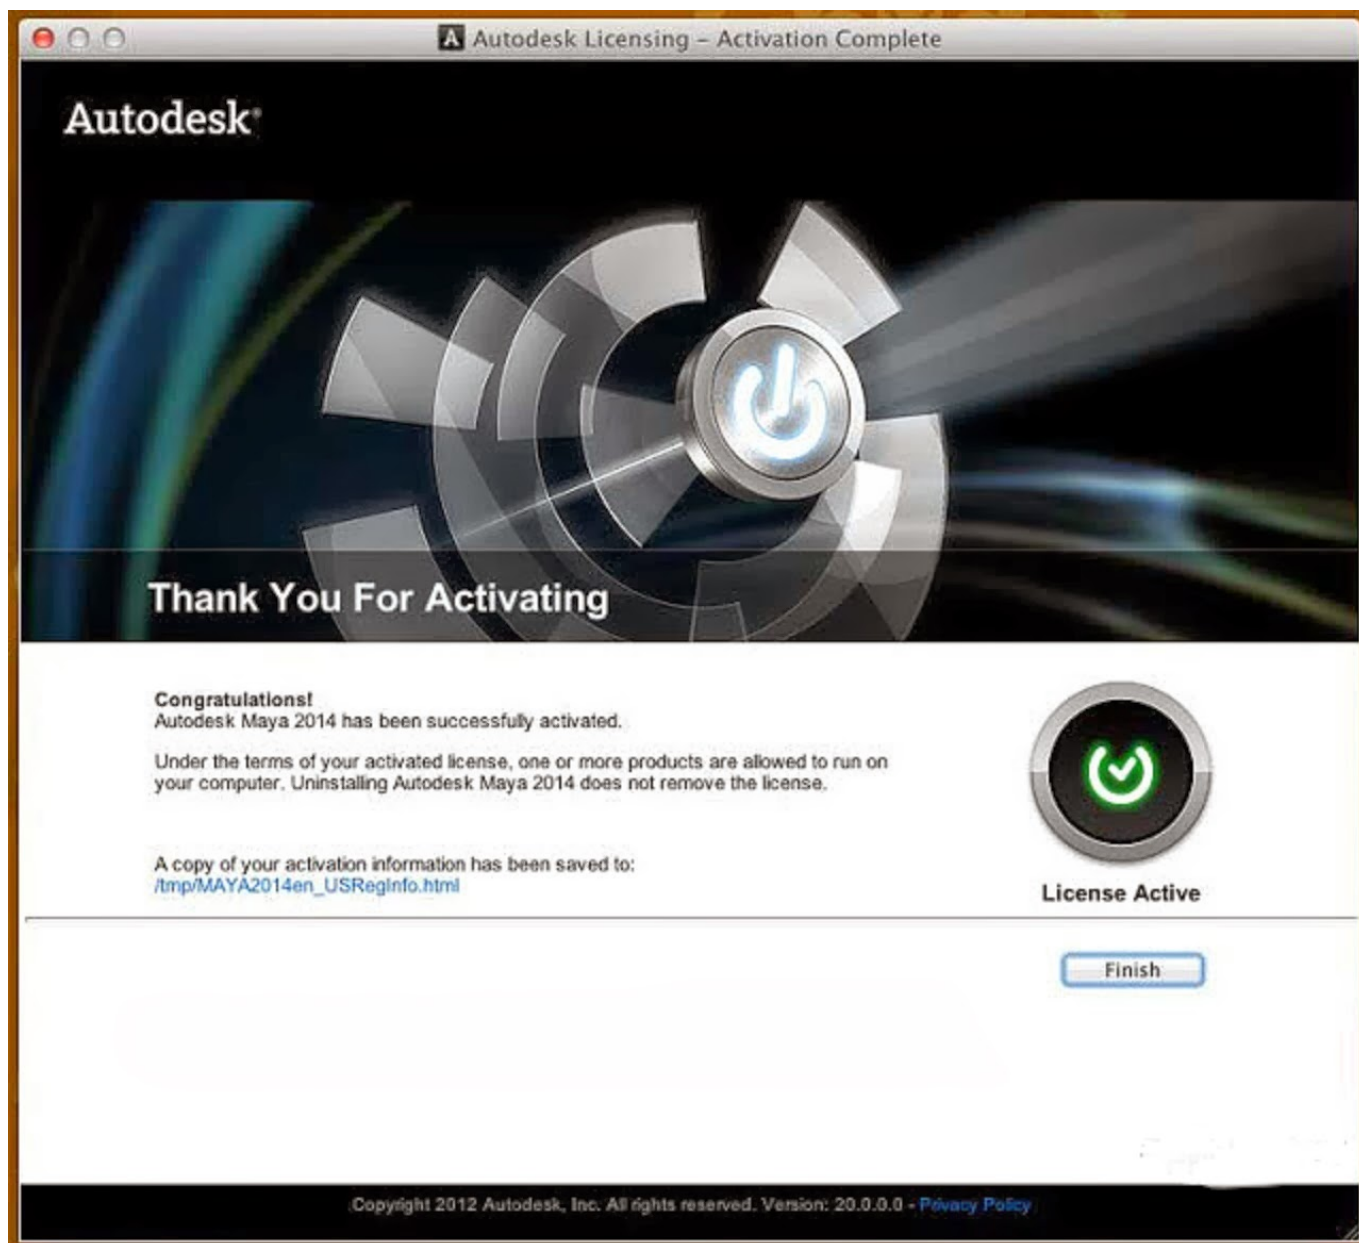 Autodesk Licensing – Activation Complete
Autodesk®
Thank You For Activating
Congratulations!
Autodesk Maya 2014 has been successfully activated.
Under the terms of your activated license, one or more products are allowed to run on
your computer. Uninstalling Autodesk Maya 2014 does not remove the license.
A copy of your activation information has been saved to:
/tmp/MAYA2014en_USRegInfo.html
License Active
Finish
Copyright 2012 Autodesk, Inc. All rights reserved. Version: 20.0.0.0 - Privacy Policy